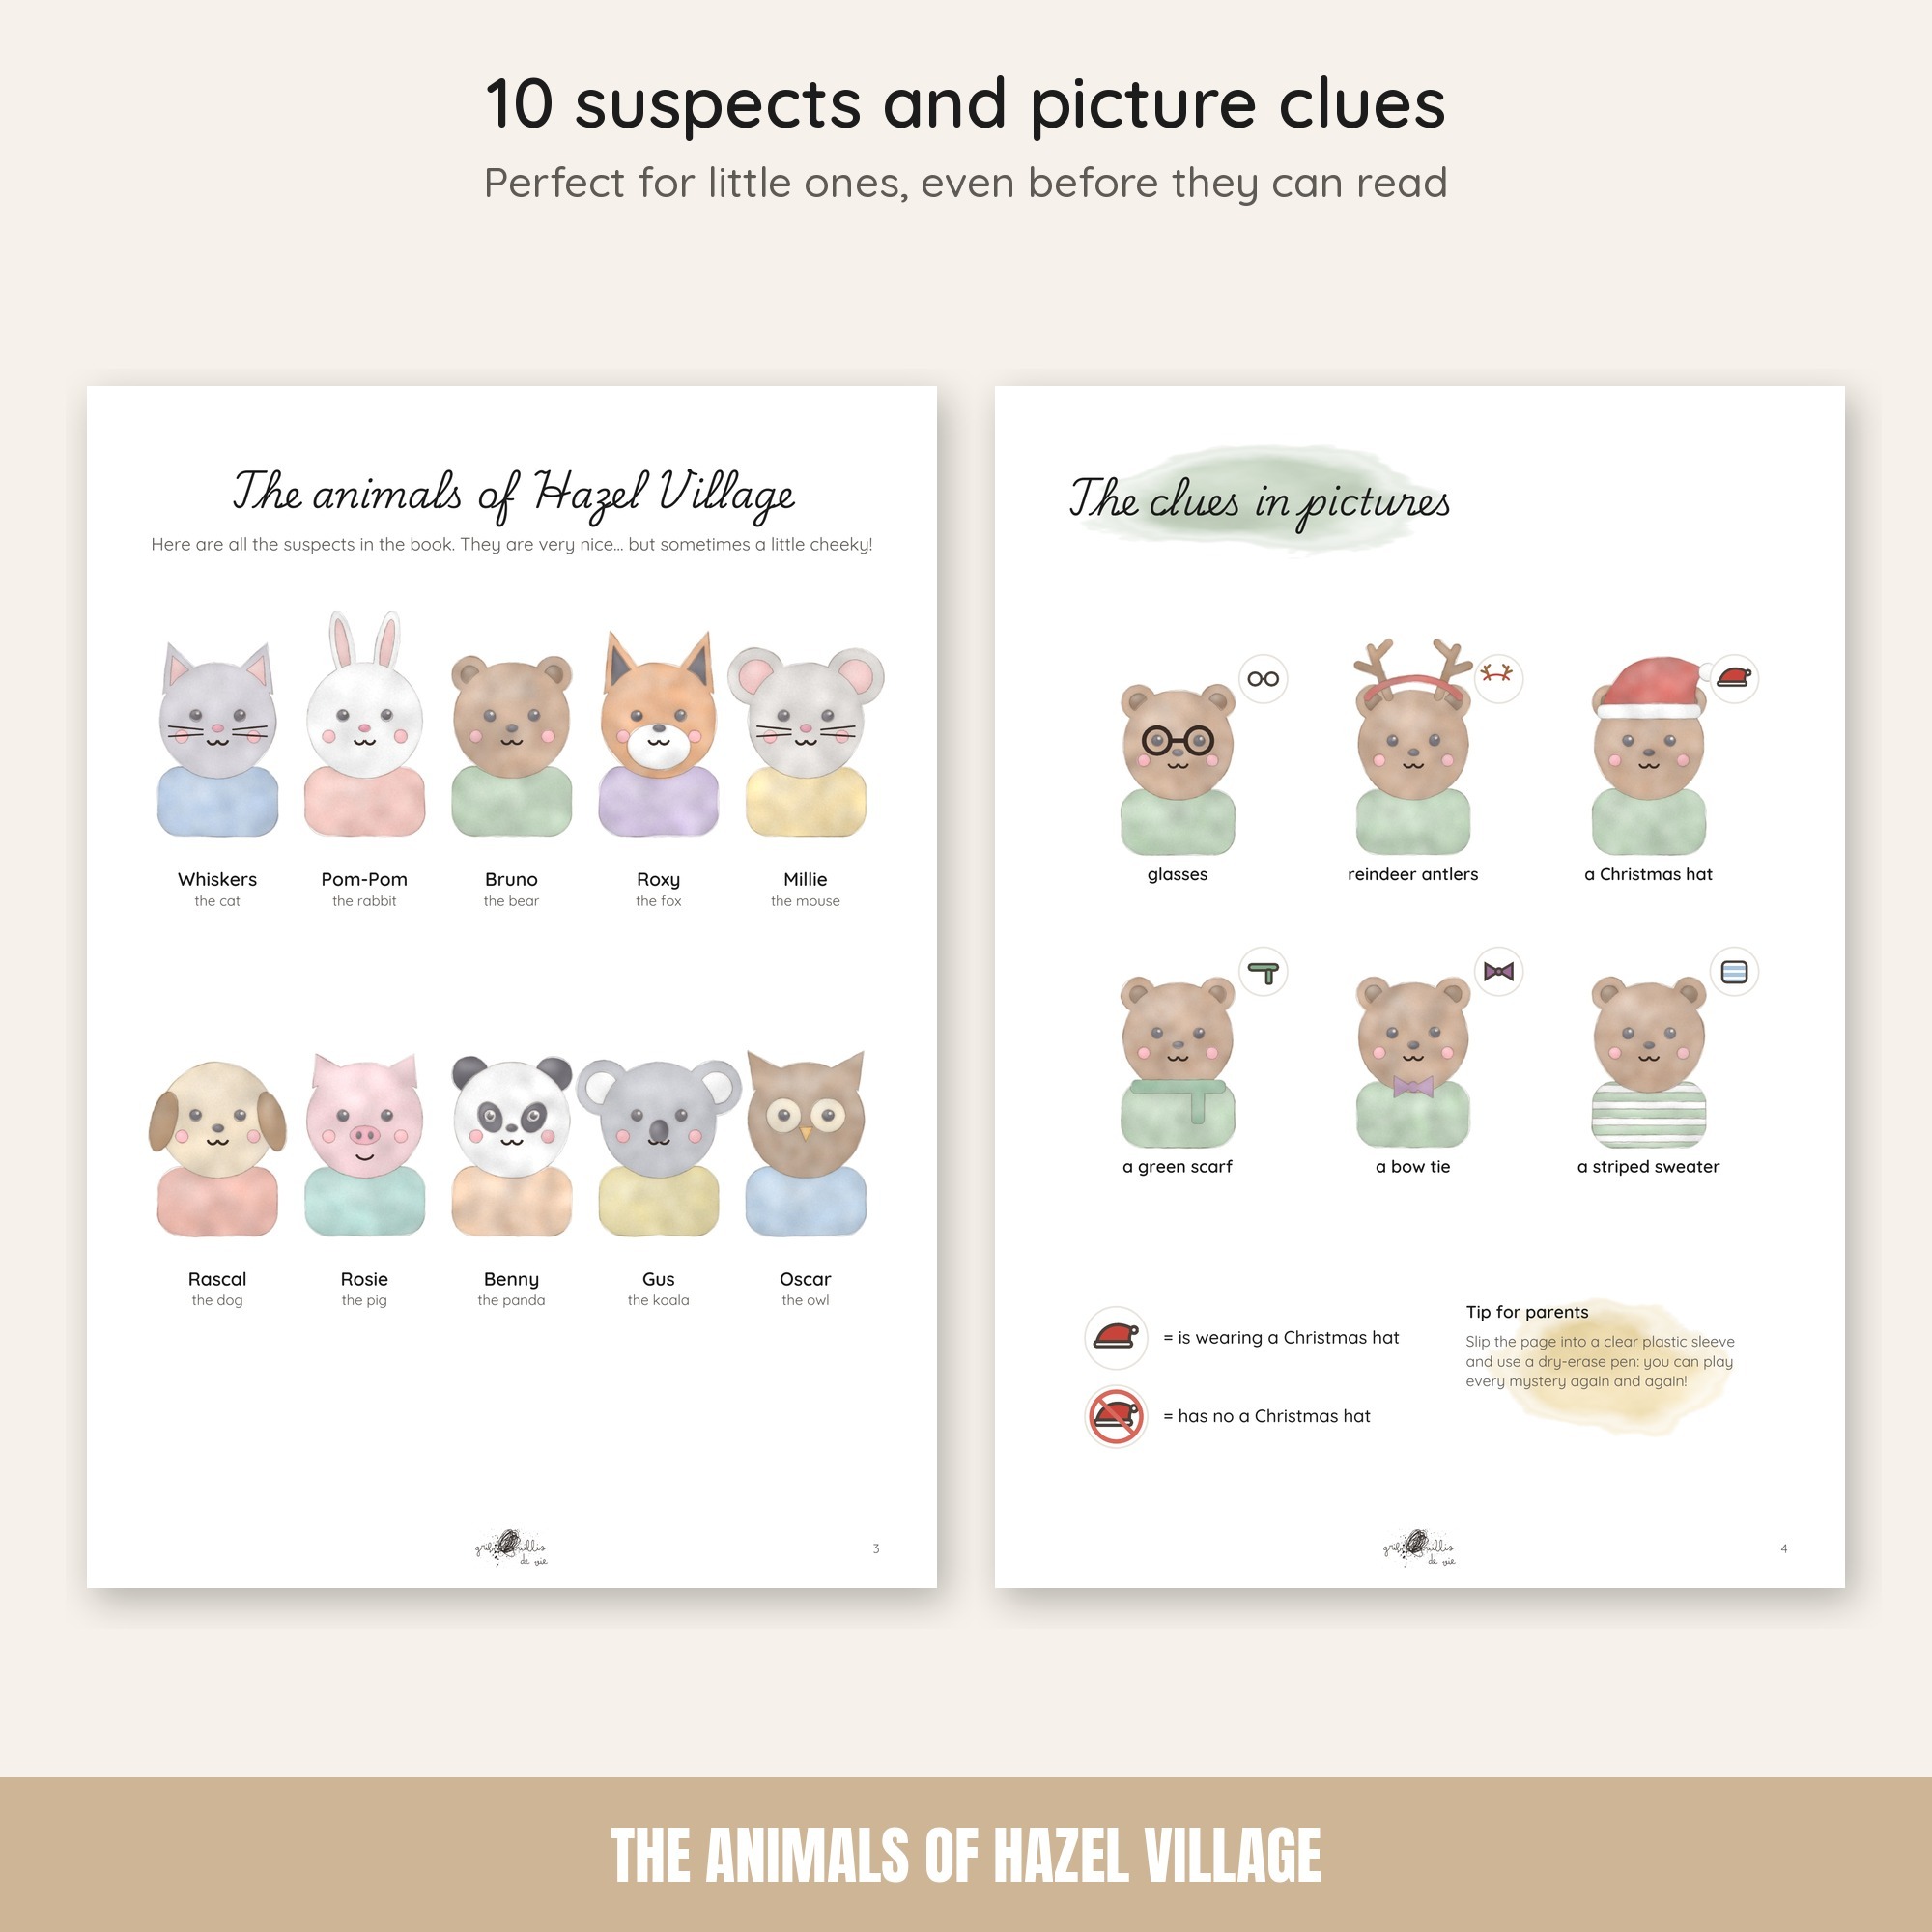 10 suspects and picture clues
Perfect for little ones, even before they can read
The animals of Hazel Village
Here are all the suspects in the book. They are very nice... but sometimes a little cheeky!
Whiskers
the cat
Pom-Pom
the rabbit
Bruno
the bear
Roxy
the fox
Millie
the mouse
Rascal
the dog
Rosie
the pig
Benny
the panda
Gus
the koala
Oscar
the owl
de vie
3
The clues in pictures
glasses
reindeer antlers
a Christmas hat
a green scarf
a bow tie
a striped sweater
= is wearing a Christmas hat
= has no a Christmas hat
Tip for parents
Slip the page into a clear plastic sleeve
and use a dry-erase pen: you can play
every mystery again and again!
de vie
4
THE ANIMALS OF HAZEL VILLAGE